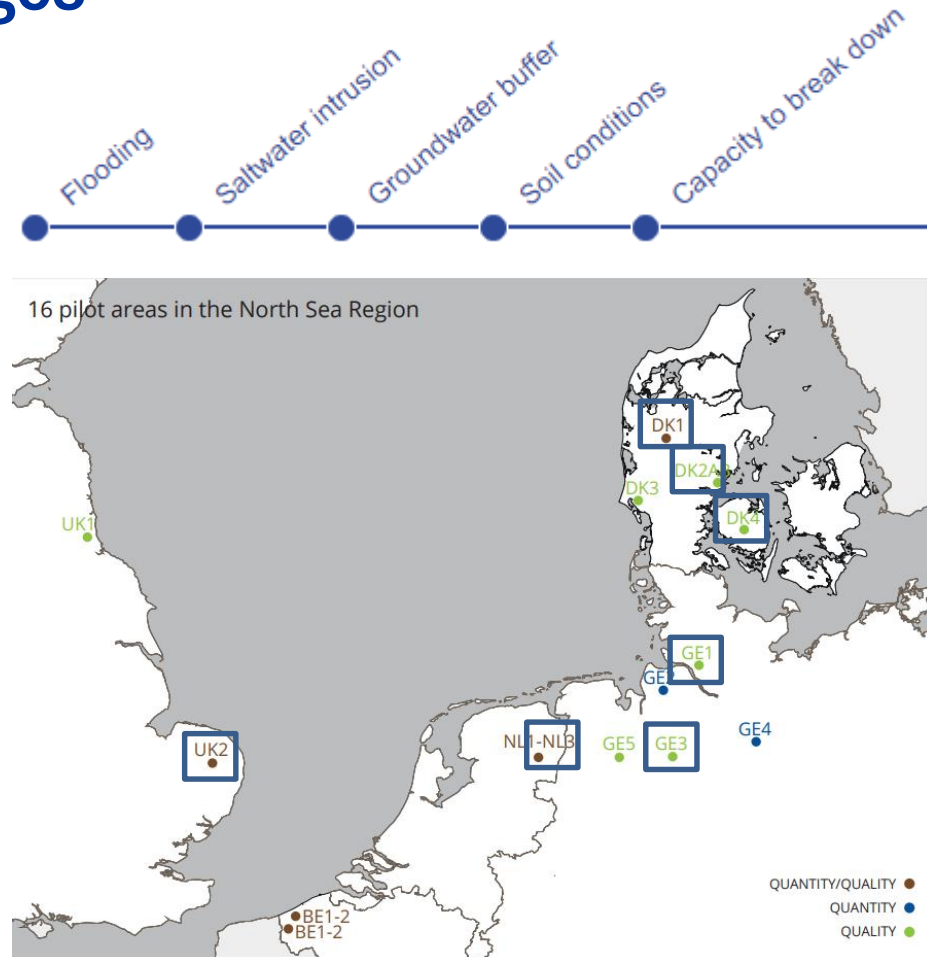 Flooding
Saltwater intrusion
Groundwater buffer
Soil conditions
Capacity to break down
16 pilot areas in the North Sea Region
DK1
DK2A
DK3
DK4
UK1
GE1
GE2
UK2
NL1-NL3
GE5
GE3
GE4
QUANTITY/QUALITY
QUANTITY
QUALITY
BE1-2
BE1-2